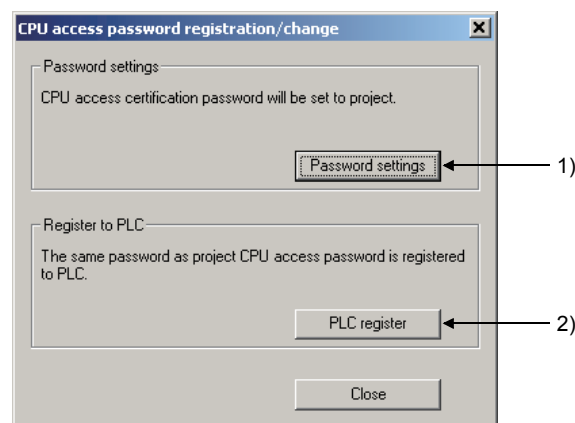 CPU access password registration/change
Password settings
CPU access certification password will be set to project.
Password settings
1)
Register to PLC
The same password as project CPU access password is registered
to PLC.
PLC register
2)
Close